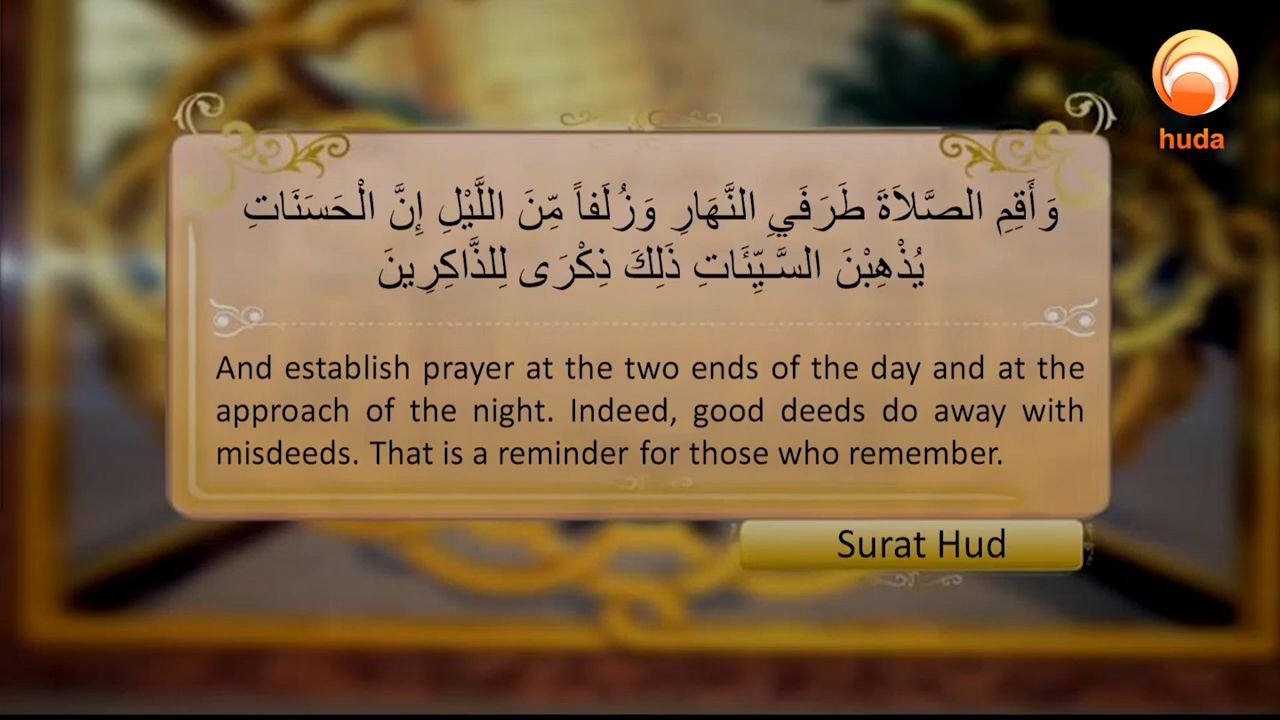 huda
وَأَقِمِ الصَّلاَةَ طَرَفَيِ النَّهَارِ وَزُلَفاً مِّنَ اللَّيْلِ إِنَّ الْحَسَنَاتِ
يُذْهِبْنَ السَّيِّئَاتِ ذَلِكَ ذِكْرَى لِلذَّاكِرِينَ
And establish prayer at the two ends of the day and at the
approach of the night. Indeed, good deeds do away with
misdeeds. That is a reminder for those who remember.
Surat Hud